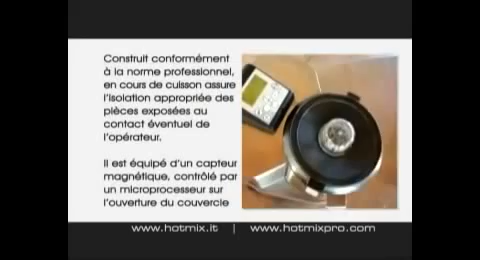 Construit conformément
à la norme professionnel,
en cours de cuisson assure
l'isolation appropriée des
pièces exposées au
contact éventuel de
l'opérateur.
Il est équipé d'un capteur
magnétique, contrôlé par
un microprocesseur sur
l'ouverture du couvercie
www.hotmix.it | www.hotmixpro.com